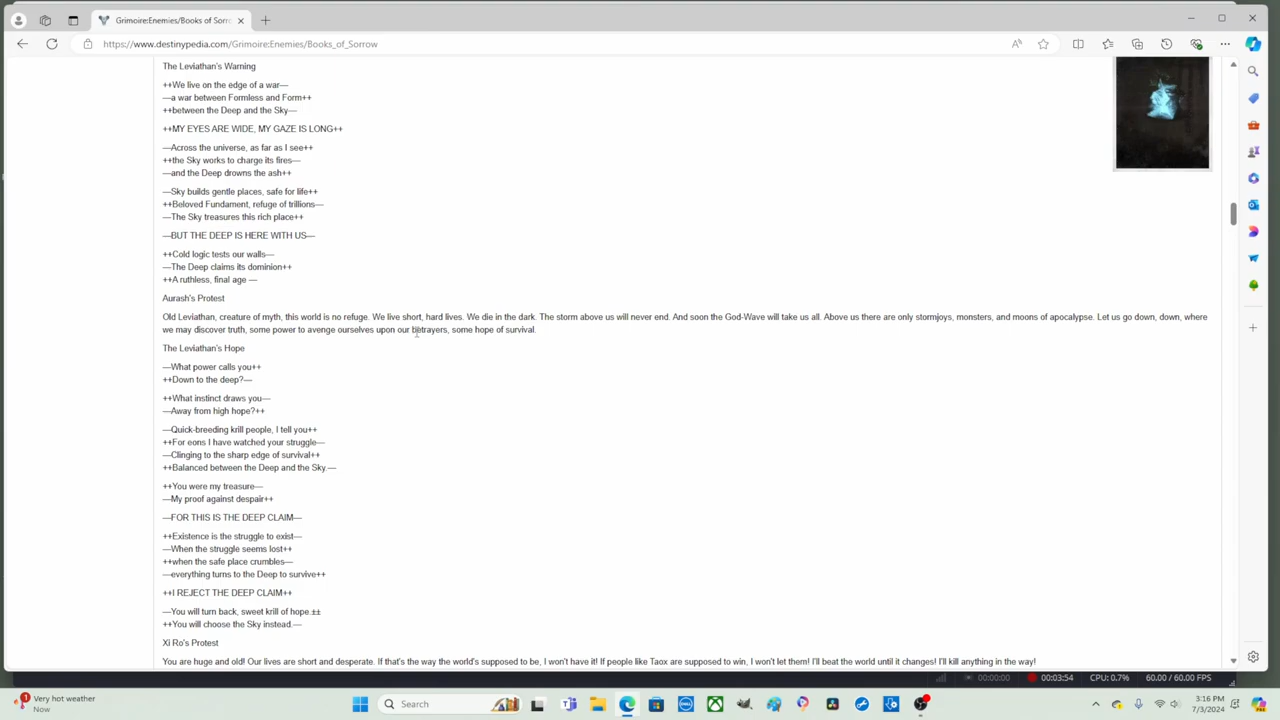 Grimoire:Enemies/Books of Sorr
https://www.destinypedia.com/Grimoire:Enemies/Books_of_Sorrow
The Leviathan's Warning
++We live on the edge of a war—
—a war between Formless and Form++
++between the Deep and the Sky—
++MY EYES ARE WIDE, MY GAZE IS LONG++
—Across the universe, as far as I see++
++the Sky works to charge its fires—
—and the Deep drowns the ash++
—Sky builds gentle places, safe for life++
++Beloved Fundament, refuge of trillions—
—The Sky treasures this rich place++
—BUT THE DEEP IS HERE WITH US—
++Cold logic tests our walls—
—The Deep claims its dominion++
++A ruthless, final age —
Aurash's Protest
Old Leviathan, creature of myth, this world is no refuge. We live short, hard lives. We die in the dark. The storm above us will never end. And soon the God-Wave will take us all. Above us there are only stormjoys, monsters, and moons of apocalypse. Let us go down, down, where
we may discover truth, some power to avenge ourselves upon our betrayers, some hope of survival.
The Leviathan's Hope
—What power calls you++
++Down to the deep?—
++What instinct draws you—
—Away from high hope?++
—Quick-breeding krill people, I tell you++
++For eons I have watched your struggle—
—Clinging to the sharp edge of survival++
++Balanced between the Deep and the Sky.—
++You were my treasure—
—My proof against despair++
—FOR THIS IS THE DEEP CLAIM—
++Existence is the struggle to exist—
—When the struggle seems lost++
++when the safe place crumbles—
—everything turns to the Deep to survive++
++I REJECT THE DEEP CLAIM++
—You will turn back, sweet krill of hope.±±
++You will choose the Sky instead.—
Xi Ro's Protest
You are huge and old! Our lives are short and desperate. If that's the way the world's supposed to be, I won't have it! If people like Taox are supposed to win, I won't let them! I'll beat the world until it changes! I'll kill anything in the way!
00:00:00
00:03:54
CPU: 0.7%
60.00 / 60.00 FPS
1
Very hot weather
Now
Search
3:16 PM
7/3/2024